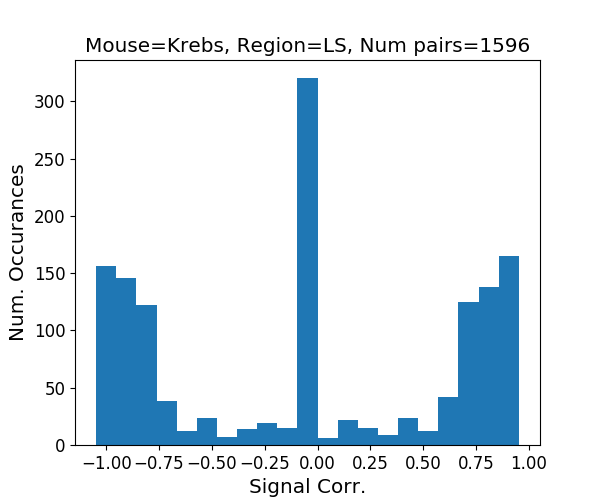 Mouse=Krebs, Region=LS, Num pairs=1596
Num. Occurances
300
250
200
150
100
50
0
−1.00 −0.75 −0.50 −0.25 0.00 0.25 0.50 0.75 1.00
Signal Corr.